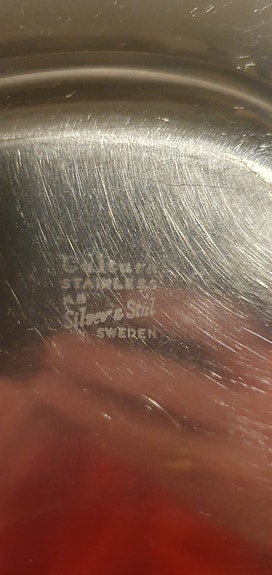 Cultura
STAINLESS
AB
Silver & Stål
SWEDEN